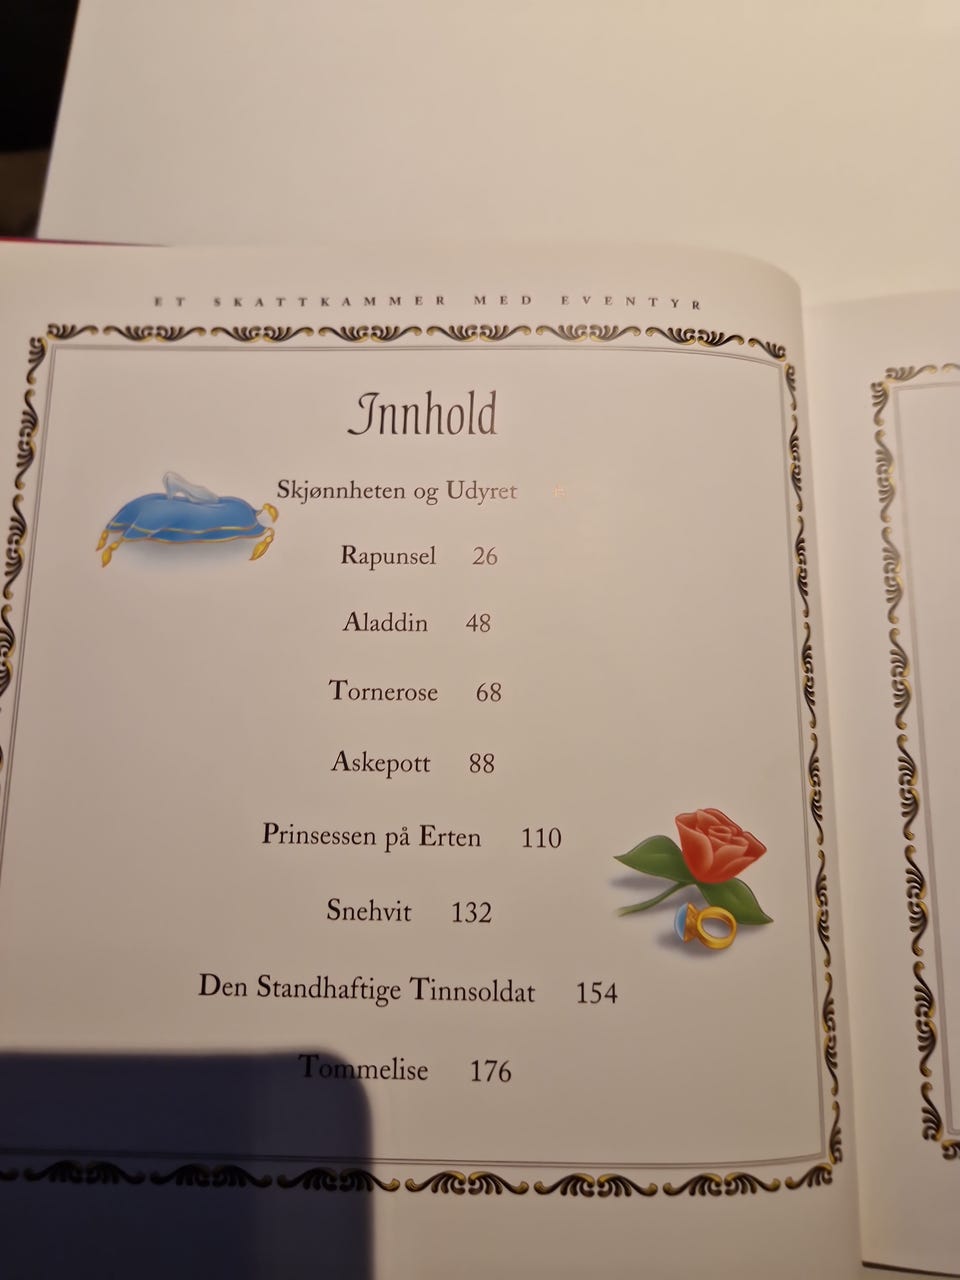 ET SKATTKAMMER MED EVENTYR
Innhold
Skjønnheten og Udyret
Rapunsel 26
Aladdin 48
Tornerose 68
Askepott 88
Prinsessen på Erten 110
Snehvit 132
Den Standhaftige Tinnsoldat 154
Tommelise 176